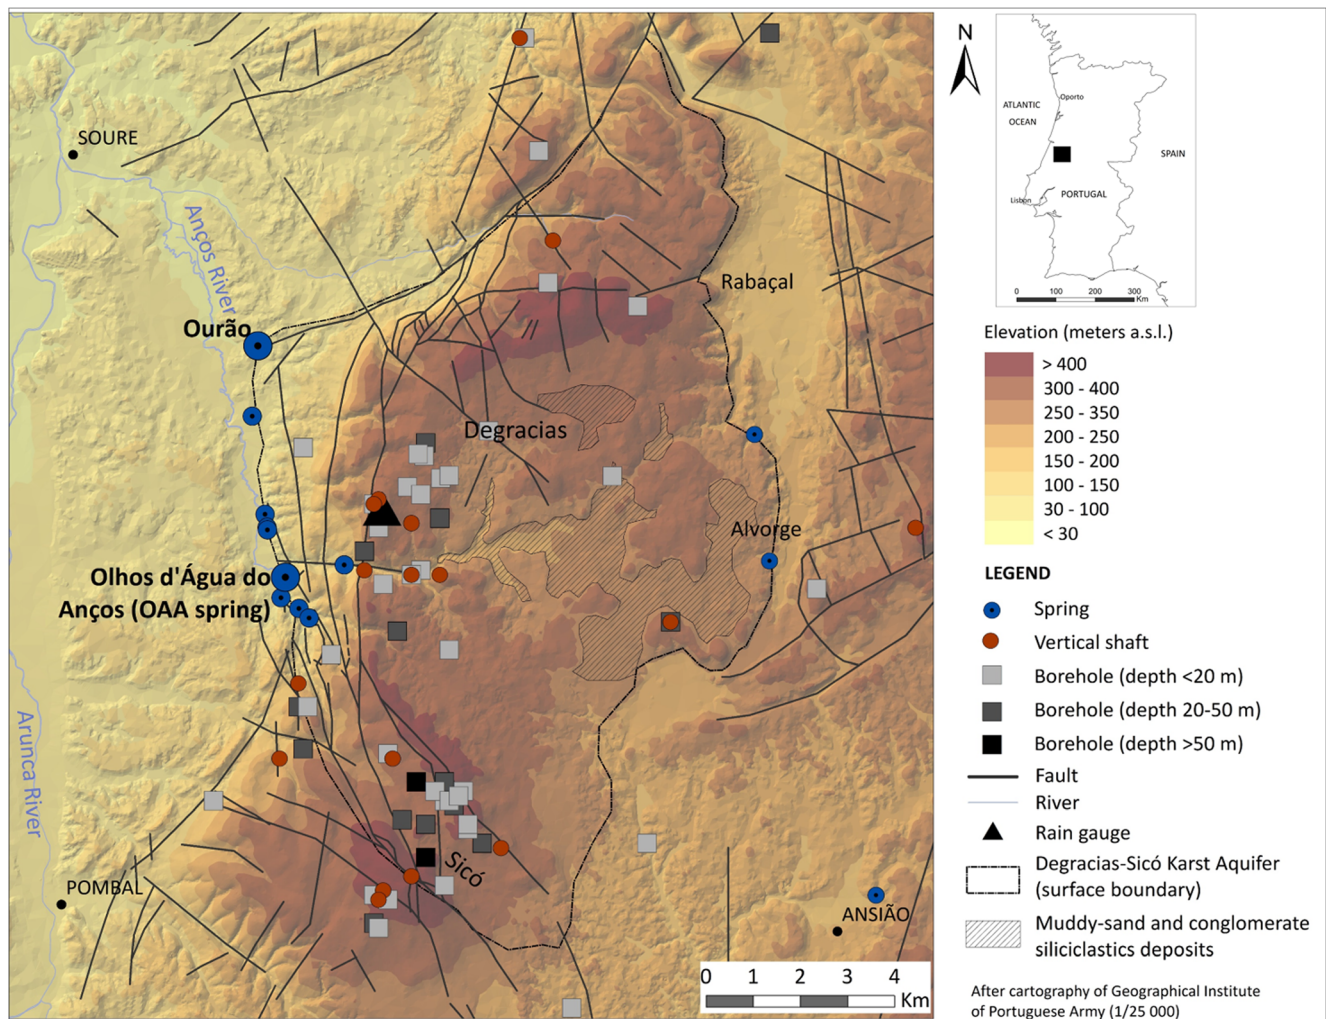 SOURE
Anços River
Ourão
Rabaçal
Degracias
Alvorge
Olhos d'Água do
Anços (OAA spring)
Arunca River
Sicó
POMBAL
ANSIÃO
0 1 2 3 4
Km
N
Oporto
ATLANTIC
OCEAN
SPAIN
PORTUGAL
Lisbon
0 100 200 300
Km
Elevation (meters a.s.l.)
> 400
300 - 400
250 - 350
200 - 250
150 - 200
100 - 150
30 - 100
< 30
LEGEND
Spring
Vertical shaft
Borehole (depth <20 m)
Borehole (depth 20-50 m)
Borehole (depth >50 m)
Fault
River
Rain gauge
Degracias-Sicó Karst Aquifer
(surface boundary)
Muddy-sand and conglomerate
siliciclastics deposits
After cartography of Geographical Institute
of Portuguese Army (1/25 000)